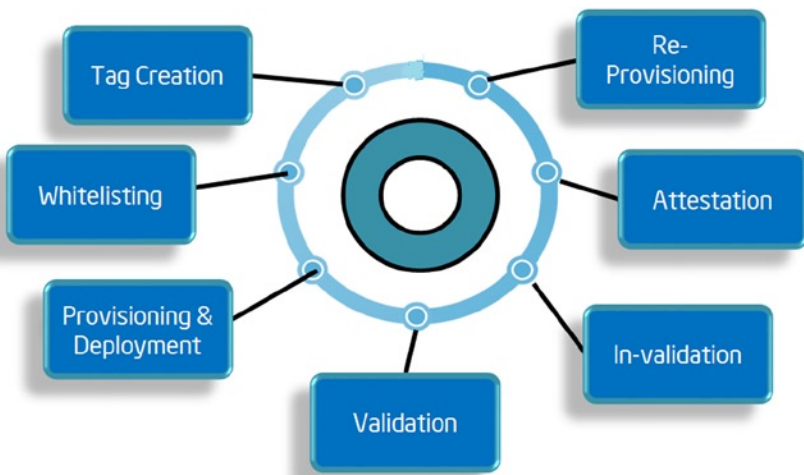 Tag Creation
Re-
Provisioning
Whitelisting
Attestation
Provisioning &
Deployment
In-validation
Validation